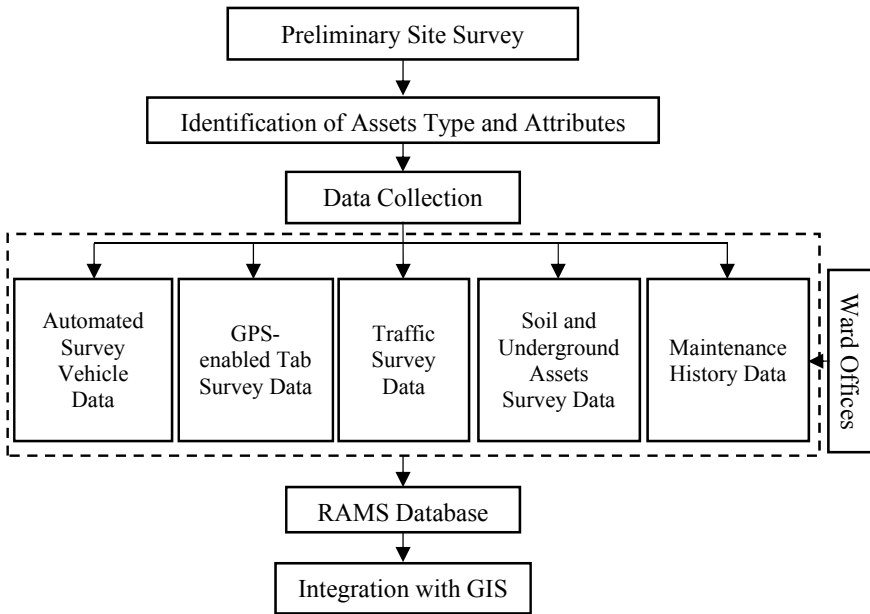 Preliminary Site Survey
Identification of Assets Type and Attributes
Data Collection
Automated
Survey
Vehicle
Data
GPS-
enabled Tab
Survey Data
Traffic
Survey
Data
Soil and
Underground
Assets
Survey Data
Maintenance
History Data
Ward Offices
RAMS Database
Integration with GIS